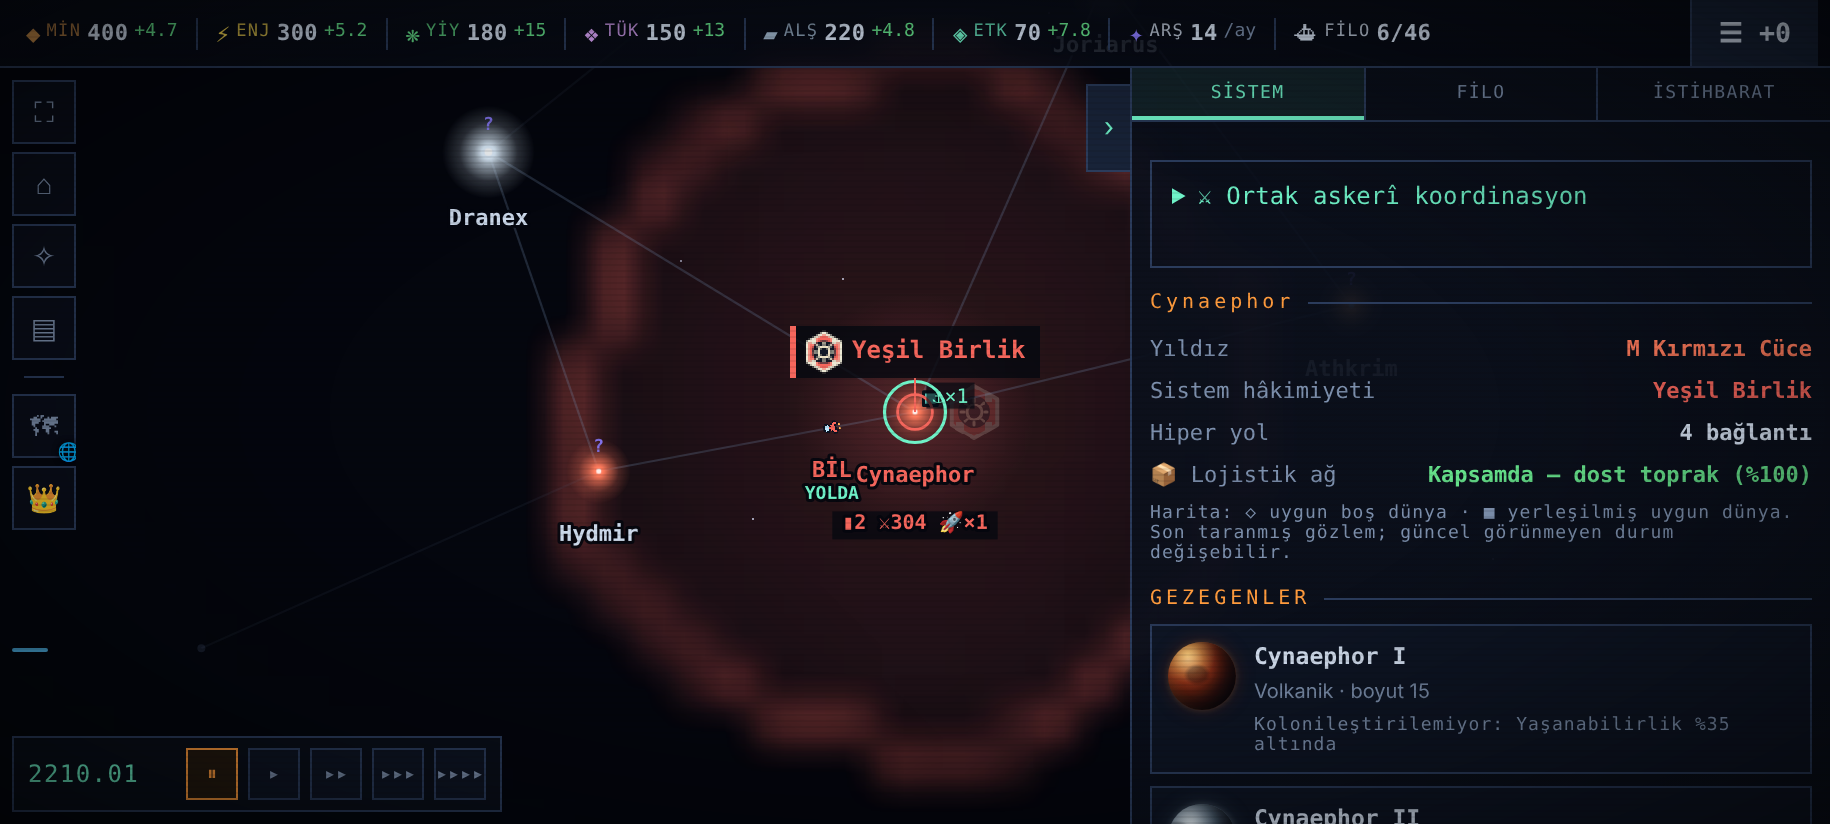 MİN 400 +4.7 ENJ 300 +5.2 YİY 180 +15 TÜK 150 +13 ALŞ 220 +4.8 ETK 70 +7.8 ARŞ 14 /ay FİLO 6/46 ☰ +0
Joriarus
SİSTEM FİLO İSTİHBARAT
›
?
Dranex
▶ ⚔ Ortak askerî koordinasyon
Cynaephor
Yıldız M Kırmızı Cüce
Athkrim
Sistem hâkimiyeti Yeşil Birlik
Hiper yol 4 bağlantı
📦 Lojistik ağ Kapsamda — dost toprak (%100)
Harita: ◇ uygun boş dünya · ■ yerleşilmiş uygun dünya.
Son taranmış gözlem; güncel görünmeyen durum
değişebilir.
GEZEGENLER
Cynaephor I
Volkanik · boyut 15
Kolonileştirilemiyor: Yaşanabilirlik %35
altında
Cynaephor II
Yeşil Birlik
×1
BİL
YOLDA
Cynaephor
▮2 ⚔304 🚀×1
?
Hydmir
2210.01